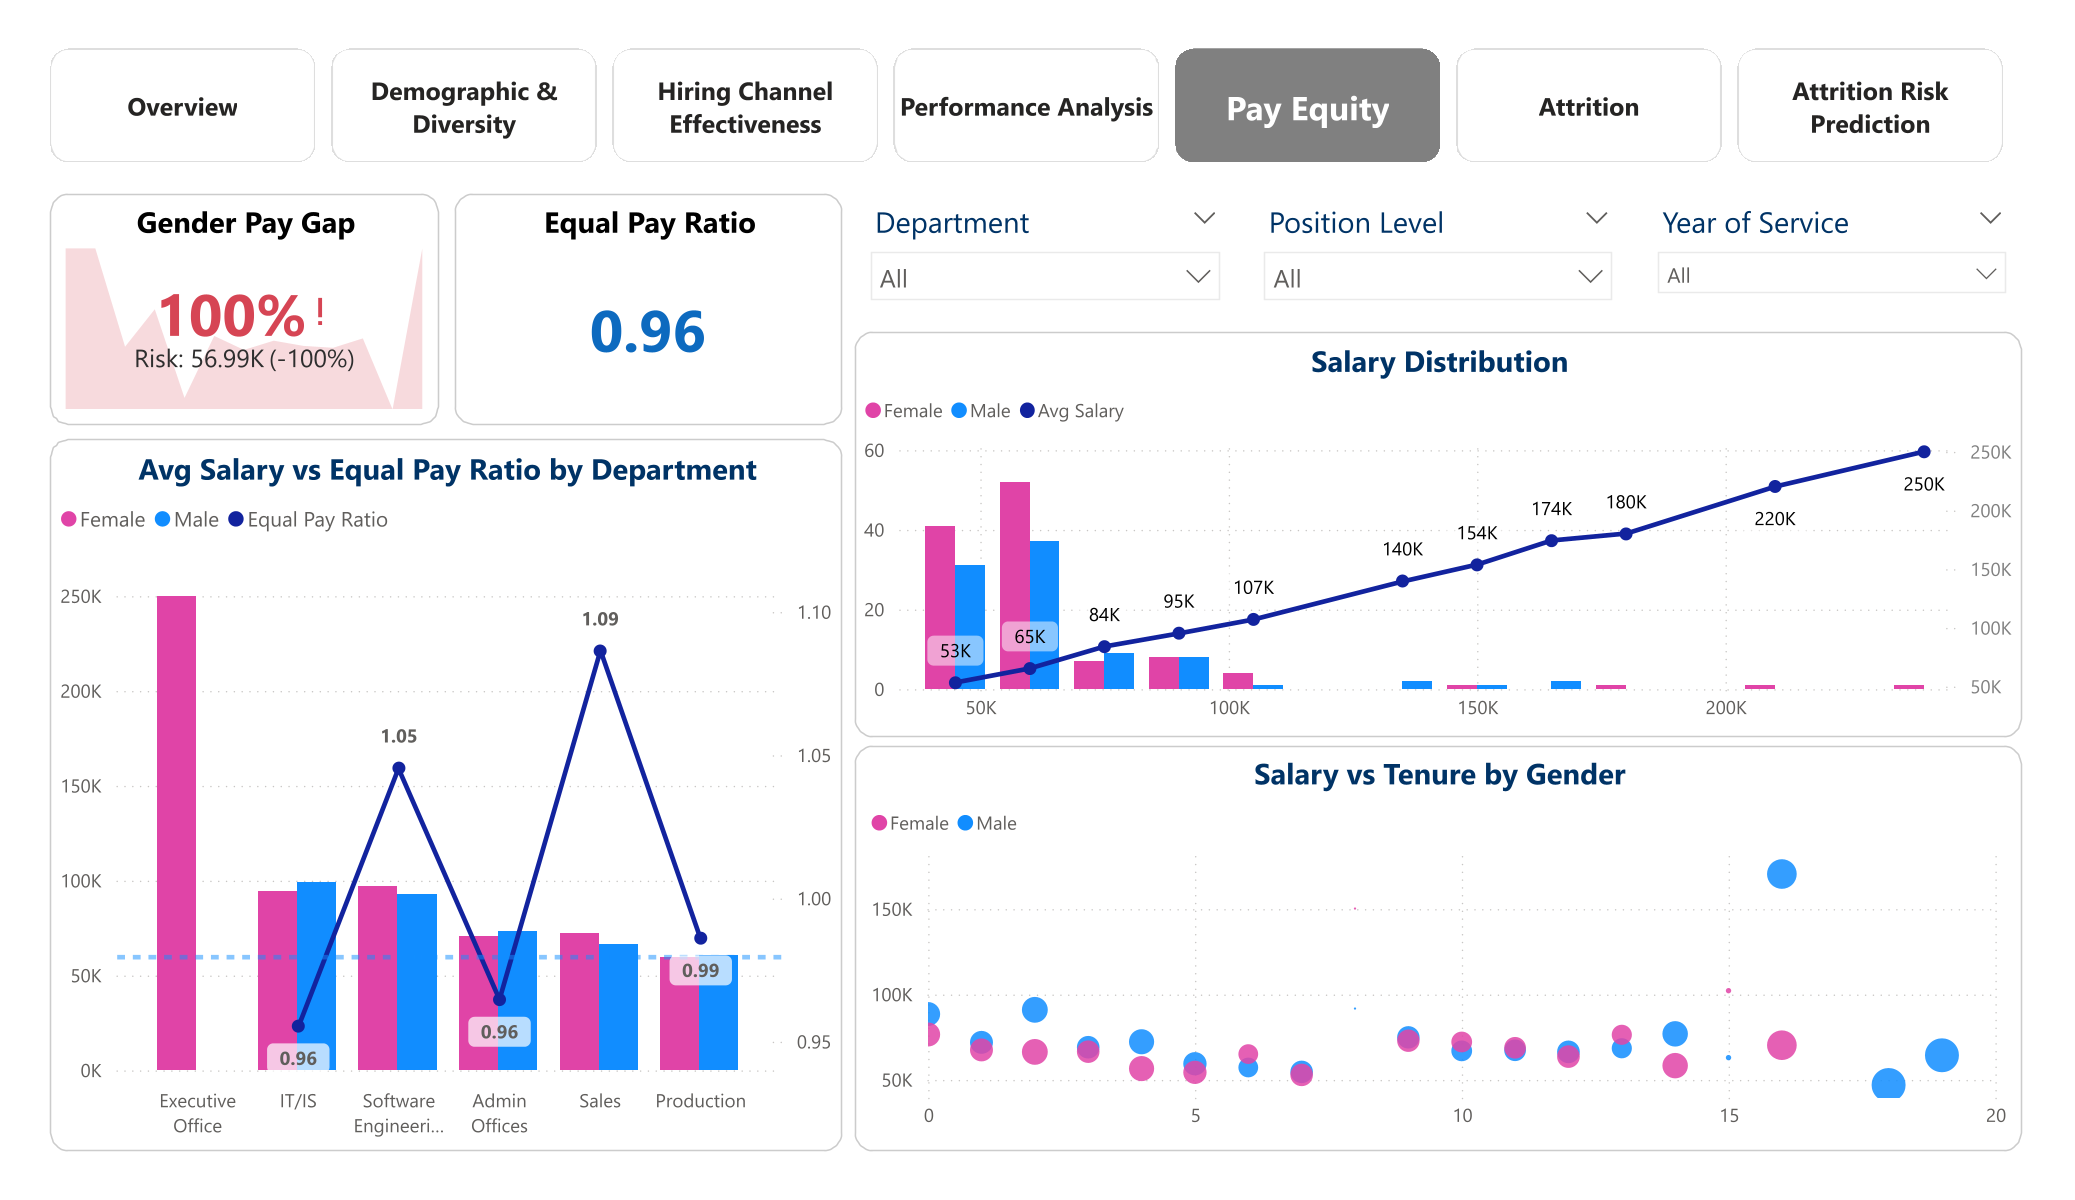 Overview
Demographic &
Diversity
Hiring Channel
Effectiveness
Performance Analysis
Pay Equity
Attrition
Attrition Risk
Prediction
Gender Pay Gap
100% !
Risk: 56.99K (-100%)
Equal Pay Ratio
0.96
Department
All
Position Level
All
Year of Service
All
Avg Salary vs Equal Pay Ratio by Department
Female Male Equal Pay Ratio
250K
200K
150K
100K
50K
0K
1.10
1.05
1.00
0.95
0.96
1.05
0.96
1.09
0.99
Executive
Office
IT/IS
Software
Engineeri...
Admin
Offices
Sales
Production
Salary Distribution
Female Male Avg Salary
60
40
20
0
250K
200K
150K
100K
50K
53K
65K
84K
95K
107K
140K
154K
174K
180K
220K
250K
50K 100K 150K 200K
Salary vs Tenure by Gender
Female Male
150K
100K
50K
0 5 10 15 20